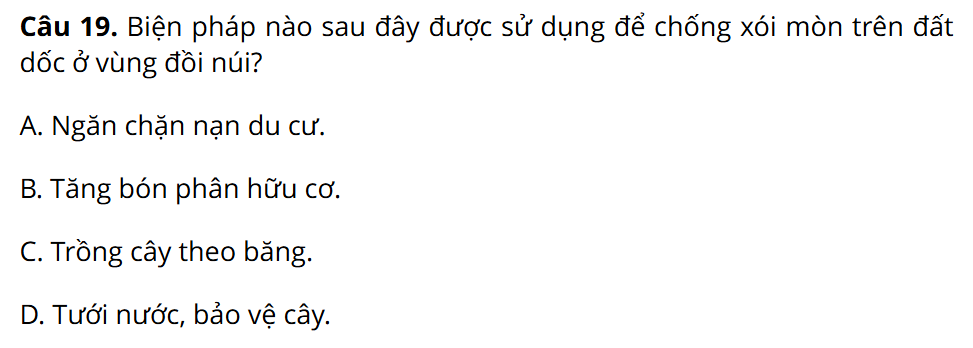 Câu 19. Biện pháp nào sau đây được sử dụng để chống xói mòn trên đất
dốc ở vùng đồi núi?
A. Ngăn chặn nạn du cư.
B. Tăng bón phân hữu cơ.
C. Trồng cây theo băng.
D. Tưới nước, bảo vệ cây.